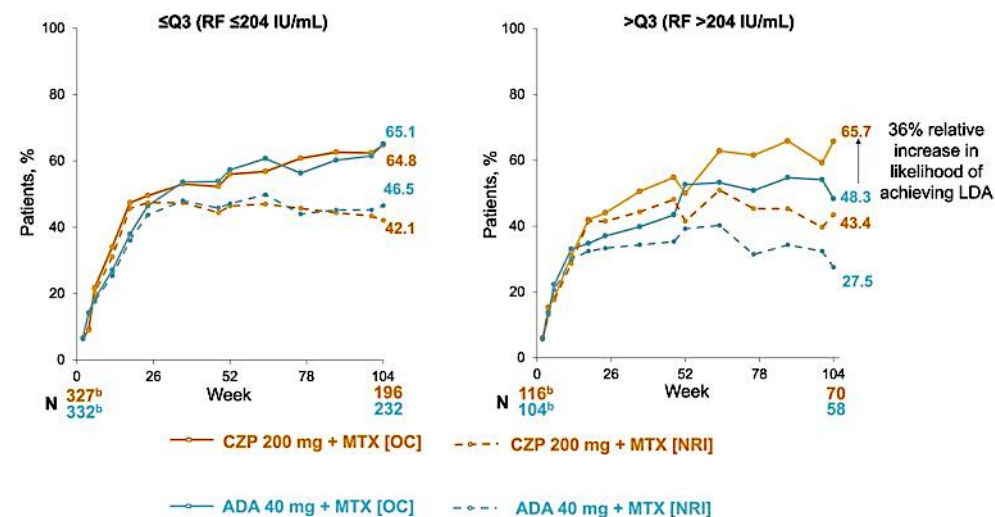 ≤Q3 (RF ≤204 IU/mL)
100
80
60
40
20
0
Patients, %
65.1
64.8
46.5
42.1
0 26 52 78 104
Week
N
327ᵇ 196
332ᵇ 232
>Q3 (RF >204 IU/mL)
100
80
60
40
20
0
Patients, %
65.7
48.3
43.4
27.5
36% relative
increase in
likelihood of
achieving LDA
0 26 52 78 104
Week
N
116ᵇ 70
104ᵇ 58
CZP 200 mg + MTX [OC] CZP 200 mg + MTX [NRI]
ADA 40 mg + MTX [OC] ADA 40 mg + MTX [NRI]